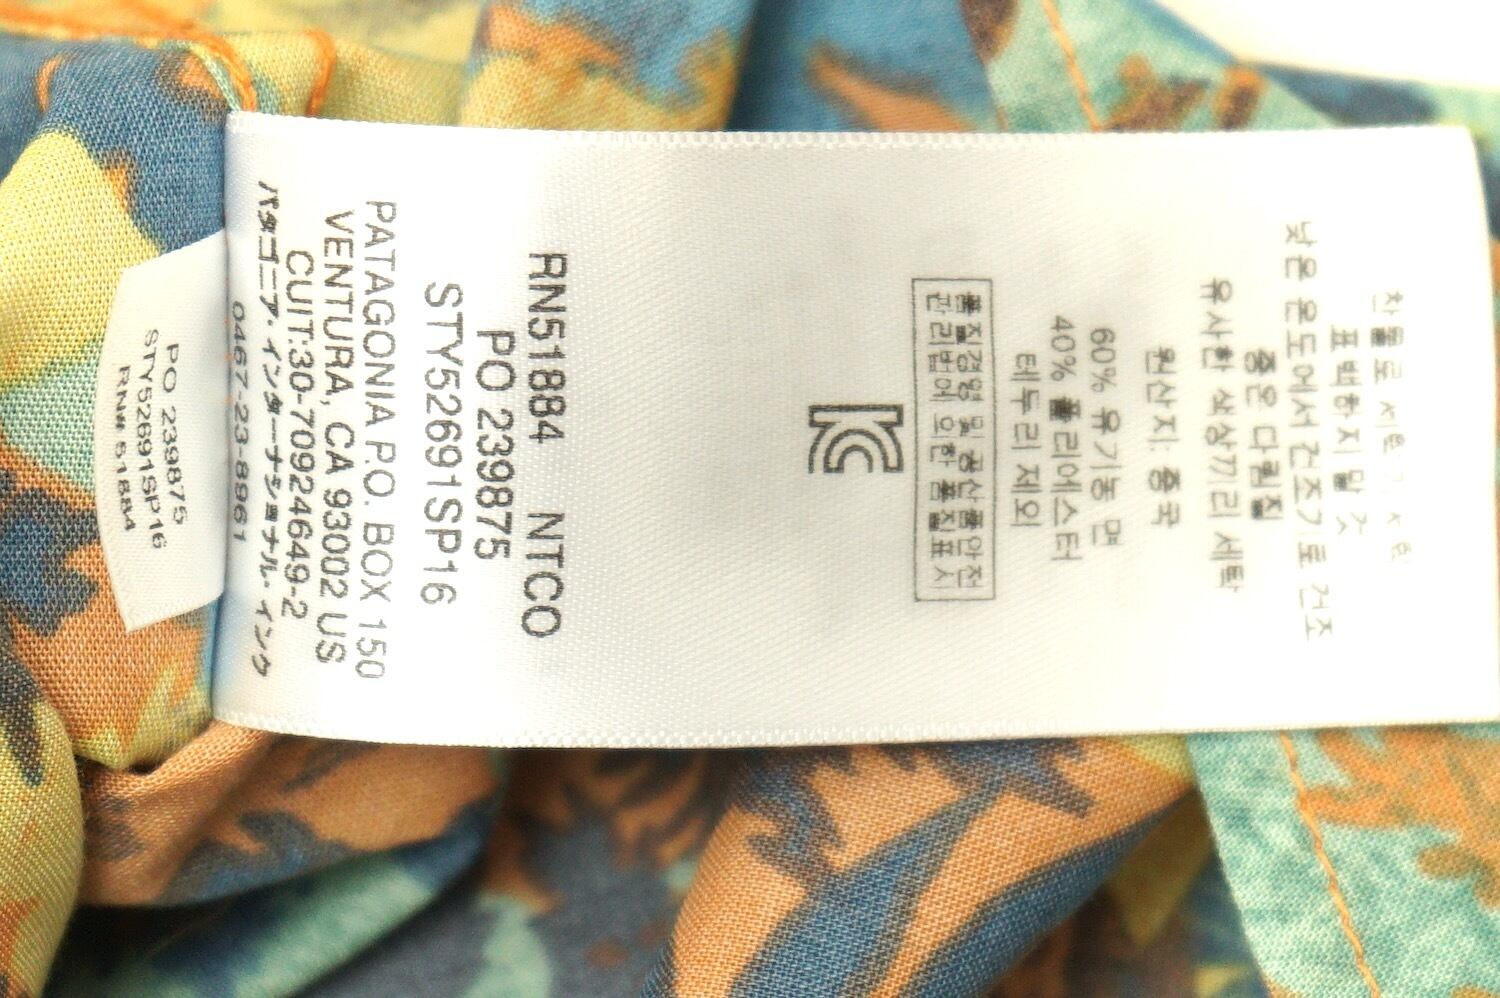 찬물로 세탁기 세탁
표백하지 말 것
낮은 온도에서 건조기로 건조
좋은 다림질
유사한 색상끼리 세탁
원산지: 중국
60% 유기농 면
40% 폴리에스터
테두리 제외
품질경영 및 공산품안전
관리법에 의한 품질표시
RN51884 NTCO
PO 239875
STY52691SP16
PATAGONIA P.O. BOX 150
VENTURA, CA 93002 US
CUIT:30-70924649-2
パタゴニア・インターナショナル・インク
0467-23-8961
PO 239875
STY52691SP16
RN# 51884